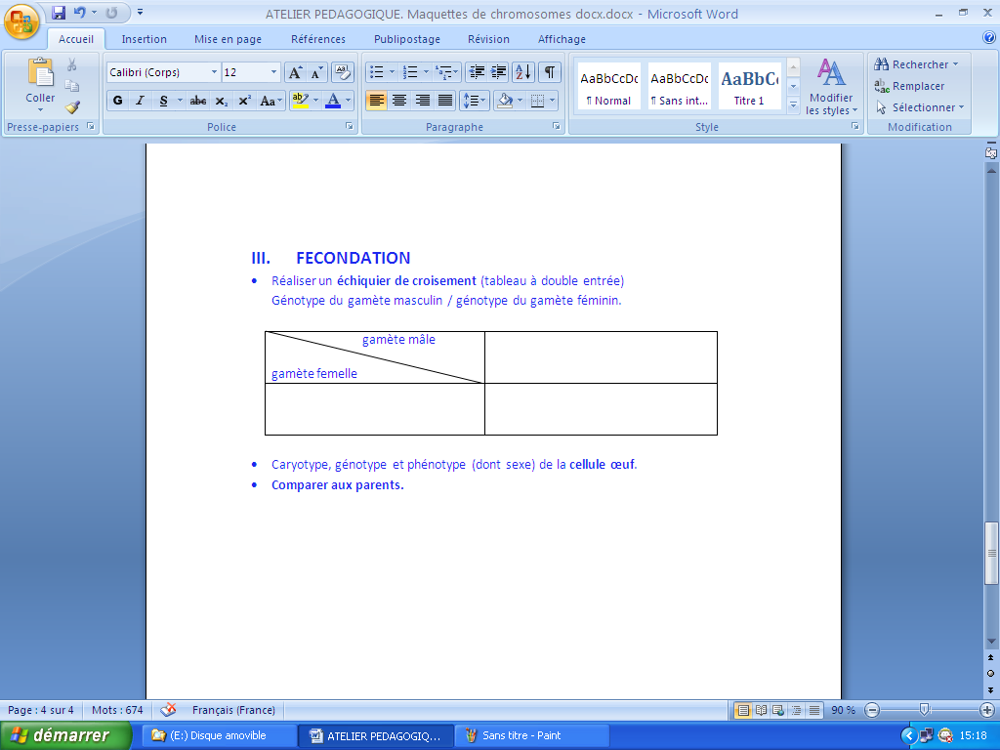 ATELIER PEDAGOGIQUE. Maquettes de chromosomes docx.docx - Microsoft Word
Accueil Insertion Mise en page Références Publipostage Révision Affichage
Coller
Presse-papiers
Calibri (Corps) 12
G I S abc x₂ x² Aa ab A
Police
Paragraphe
AaBbCcDc AaBbCcDc AaBbCc
¶ Normal ¶ Sans int... Titre 1
Modifier les styles
Style
Rechercher
Remplacer
Sélectionner
Modification
III. FECONDATION
• Réaliser un échiquier de croisement (tableau à double entrée)
Génotype du gamète masculin / génotype du gamète féminin.
gamète mâle
gamète femelle
• Caryotype, génotype et phénotype (dont sexe) de la cellule œuf.
• Comparer aux parents.
Page : 4 sur 4 Mots : 674 Français (France) 90 %
démarrer (E:) Disque amovible ATELIER PEDAGOGIQ... Sans titre - Paint 15:18